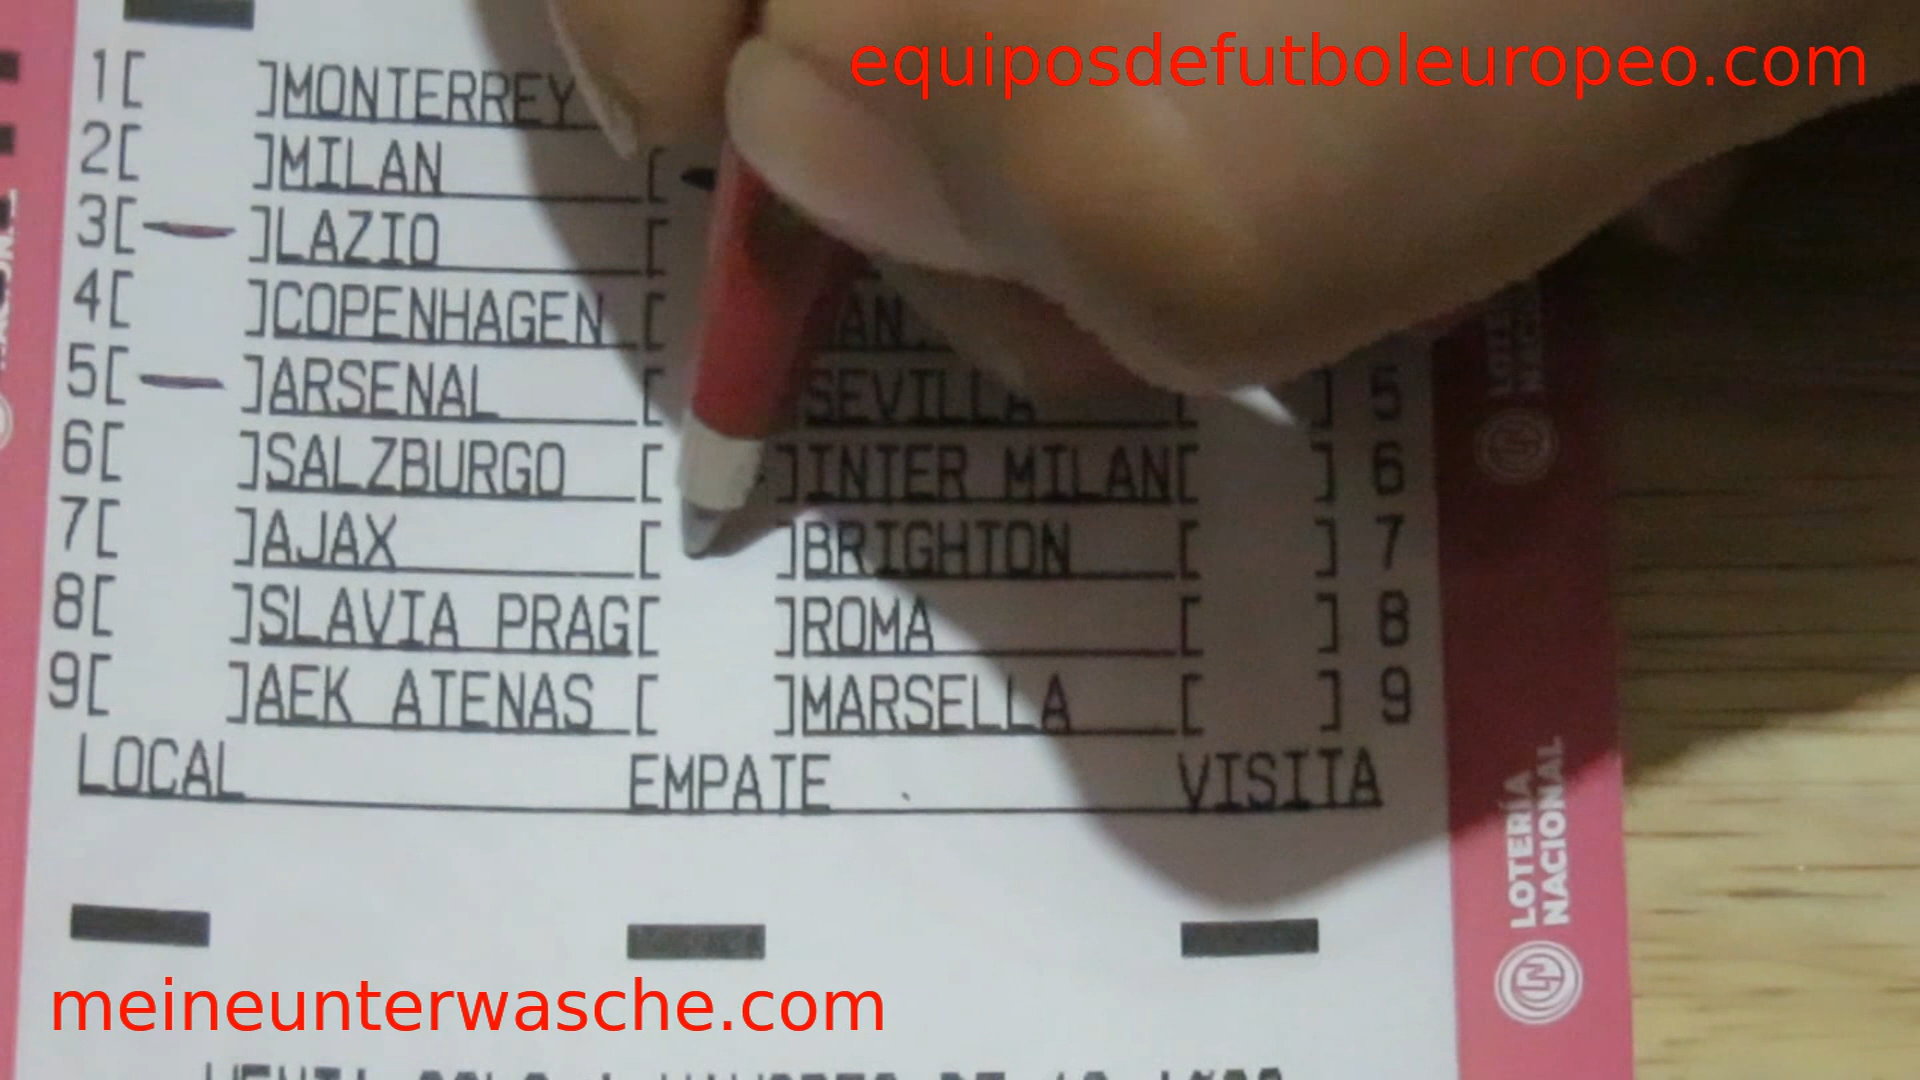 equiposdefutboleuropeo.com
1[ ]MONTERREY
2[ ]MILAN [
3[ ]LAZIO [
4[ ]COPENHAGEN [ AN.
5[ ]ARSENAL [ SEVILLA [ ] 5
6[ ]SALZBURGO [ ]INTER MILAN[ ] 6
7[ ]AJAX [ ]BRIGHTON [ ] 7
8[ ]SLAVIA PRAG[ ]ROMA [ ] 8
9[ ]AEK ATENAS [ ]MARSELLA [ ] 9
LOCAL EMPATE VISITA
LOTERÍA NACIONAL
LN
meineunterwasche.com